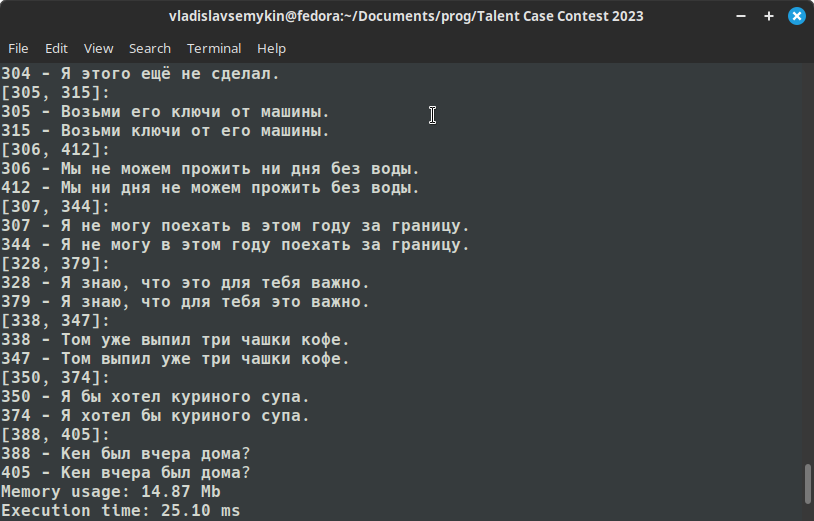 vladislavsemykin@fedora:~/Documents/prog/Talent Case Contest 2023
File Edit View Search Terminal Help
304 - Я этого ещё не сделал.
[305, 315]:
305 - Возьми его ключи от машины.
315 - Возьми ключи от его машины.
[306, 412]:
306 - Мы не можем прожить ни дня без воды.
412 - Мы ни дня не можем прожить без воды.
[307, 344]:
307 - Я не могу поехать в этом году за границу.
344 - Я не могу в этом году поехать за границу.
[328, 379]:
328 - Я знаю, что это для тебя важно.
379 - Я знаю, что для тебя это важно.
[338, 347]:
338 - Том уже выпил три чашки кофе.
347 - Том выпил уже три чашки кофе.
[350, 374]:
350 - Я бы хотел куриного супа.
374 - Я хотел бы куриного супа.
[388, 405]:
388 - Кен был вчера дома?
405 - Кен вчера был дома?
Memory usage: 14.87 Mb
Execution time: 25.10 ms